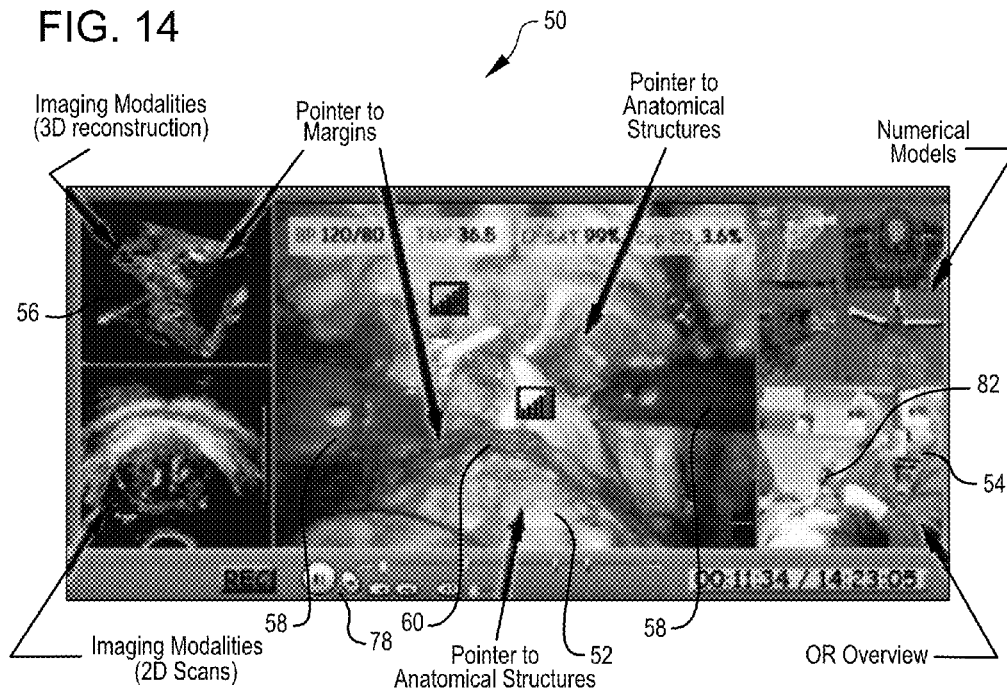 FIG. 14
50
Imaging Modalities
(3D reconstruction)
Pointer to
Margins
Pointer to
Anatomical
Structures
Numerical
Models
120/80
36.6
99%
3.6%
56
82
54
REC
00:11:34 / 14:23:05
58
78
60
52
58
Imaging Modalities
(2D Scans)
Pointer to
Anatomical Structures
OR Overview